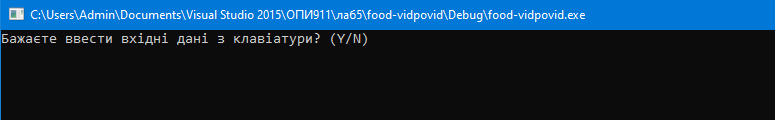 C:\Users\Admin\Documents\Visual Studio 2015\ОПИ911\ла65\food-vidpovid\Debug\food-vidpovid.exe
Бажаєте ввести вхідні дані з клавіатури? (Y/N)